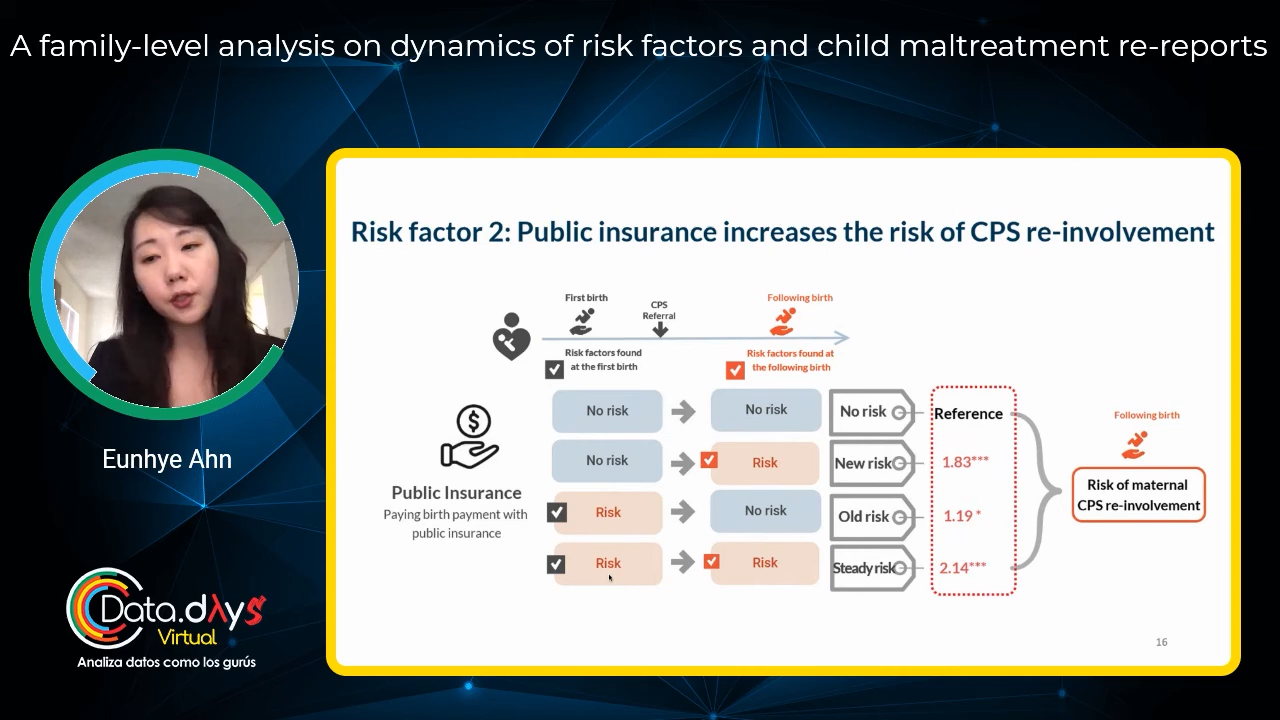 A family-level analysis on dynamics of risk factors and child maltreatment re-reports
Eunhye Ahn
Data.dλys
Virtual
Analiza datos como los gurús
Risk factor 2: Public insurance increases the risk of CPS re-involvement
First birth
CPS
Referral
Following birth
Risk factors found
at the first birth
Risk factors found at
the following birth
$
Public Insurance
Paying birth payment with
public insurance
No risk
No risk
No risk
Reference
No risk
Risk
New risk
1.83***
Risk
No risk
Old risk
1.19 *
Risk
Risk
Steady risk
2.14***
Following birth
Risk of maternal
CPS re-involvement
16